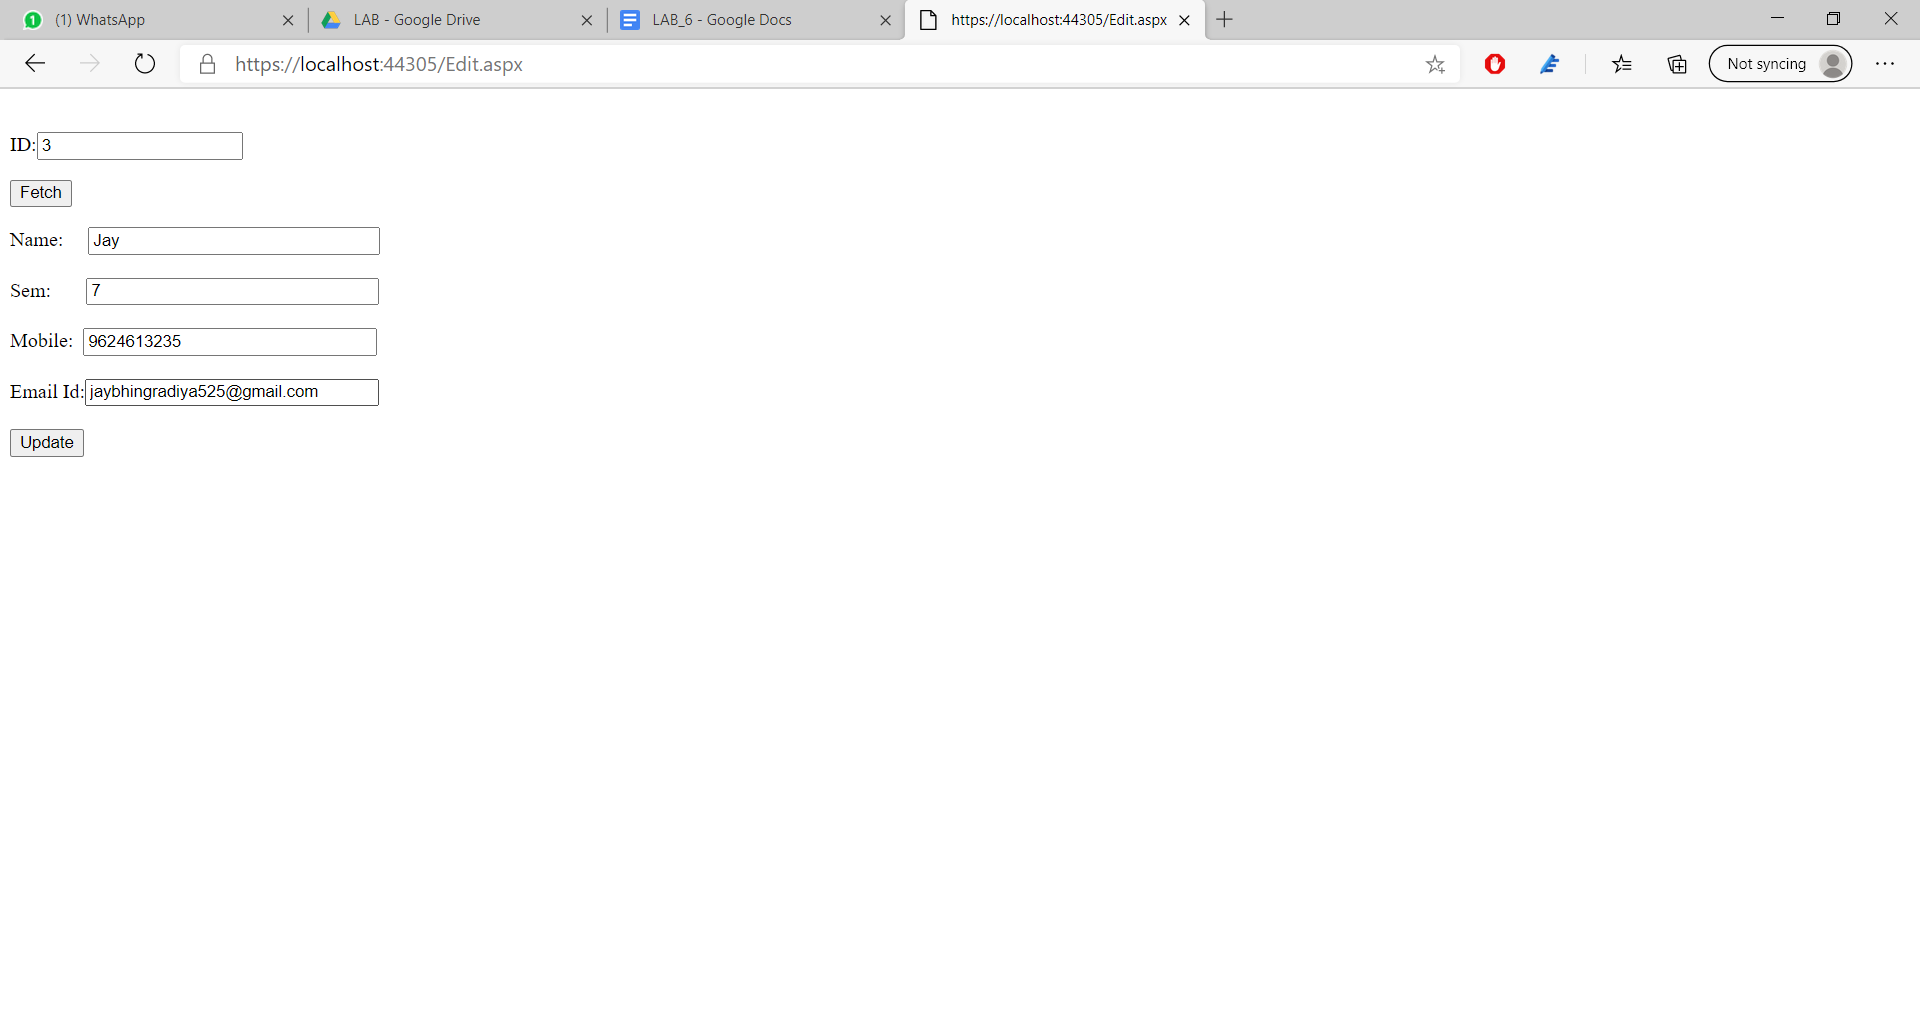 1 (1) WhatsApp LAB - Google Drive LAB_6 - Google Docs https://localhost:44305/Edit.aspx
https://localhost:44305/Edit.aspx Not syncing
ID: 3
Fetch
Name: Jay
Sem: 7
Mobile: 9624613235
Email Id: jaybhingradiya525@gmail.com
Update